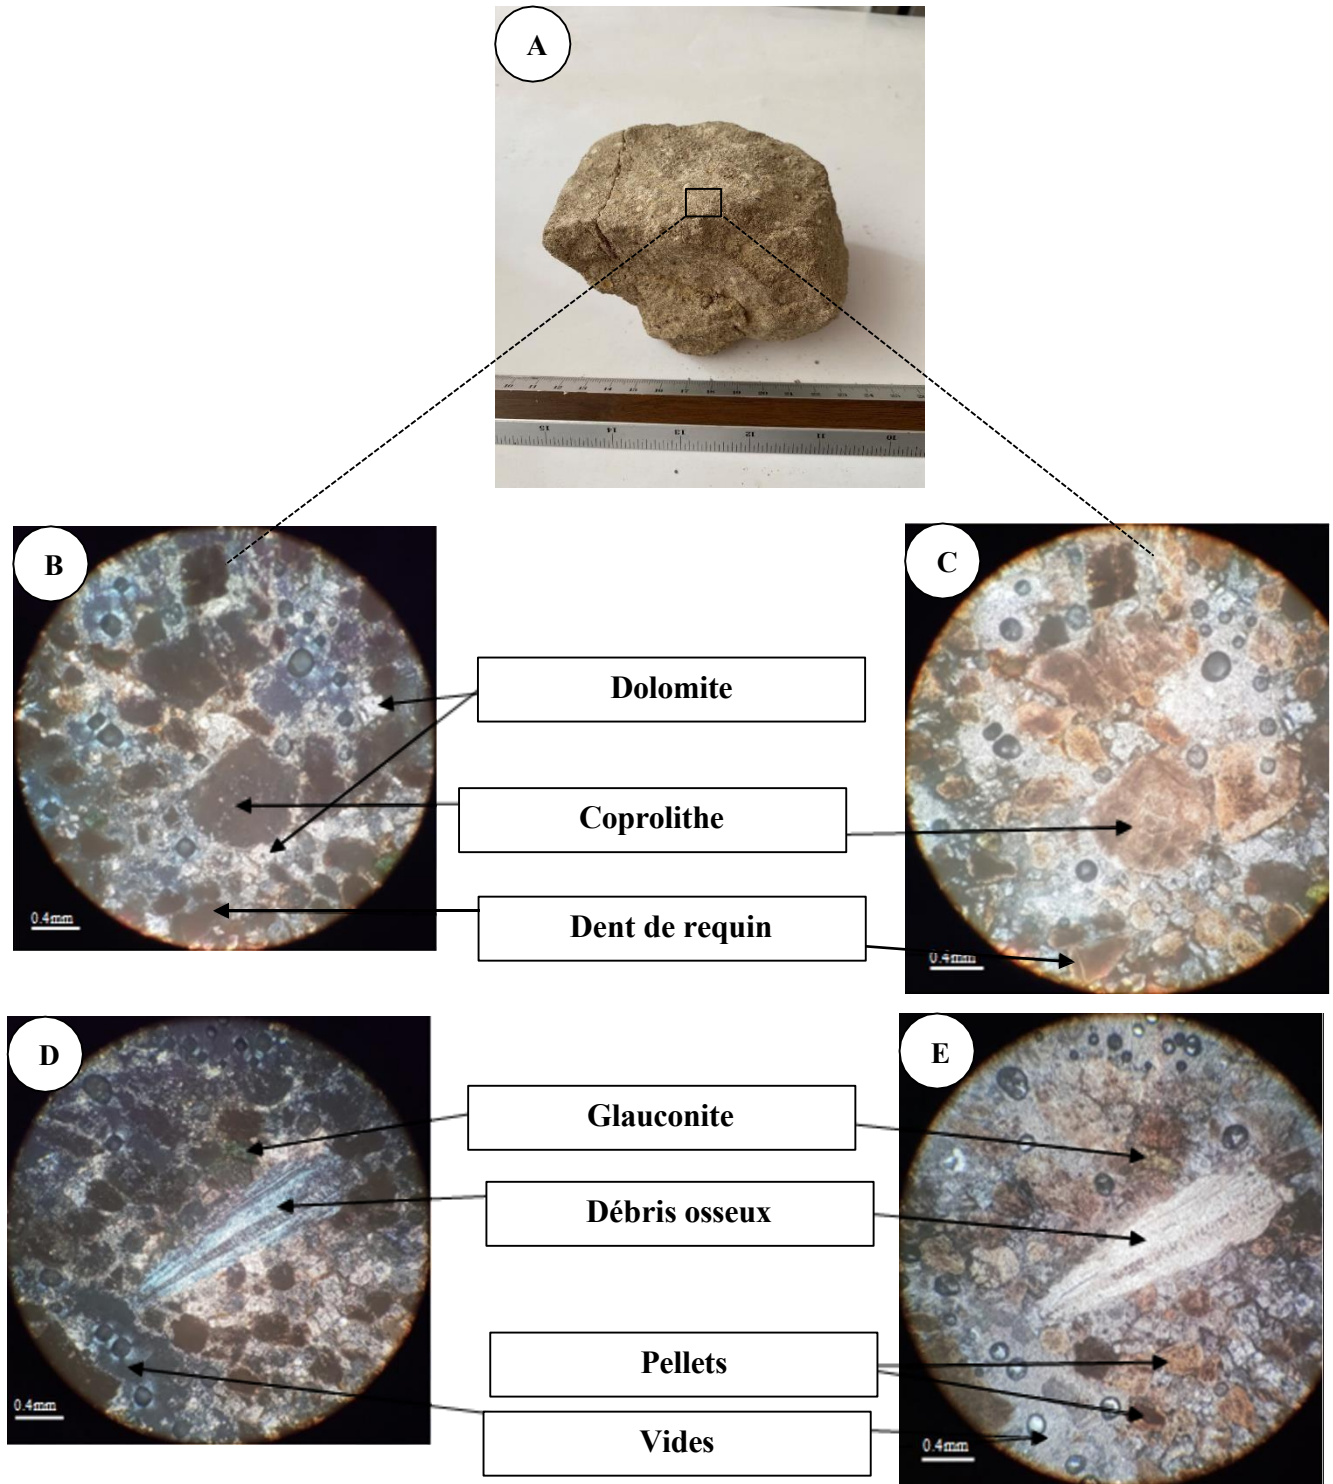 A
B
C
Dolomite
Coprolithe
Dent de requin
0.4mm
0.4mm
D
E
Glauconite
Débris osseux
Pellets
Vides
0.4mm
0.4mm